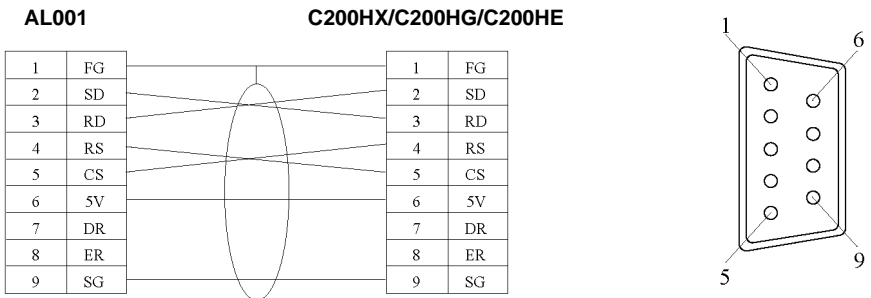 AL001 C200HX/C200HG/C200HE
1 FG 1 FG
2 SD 2 SD
3 RD 3 RD
4 RS 4 RS
5 CS 5 CS
6 5V 6 5V
7 DR 7 DR
8 ER 8 ER
9 SG 9 SG
1
6
5
9